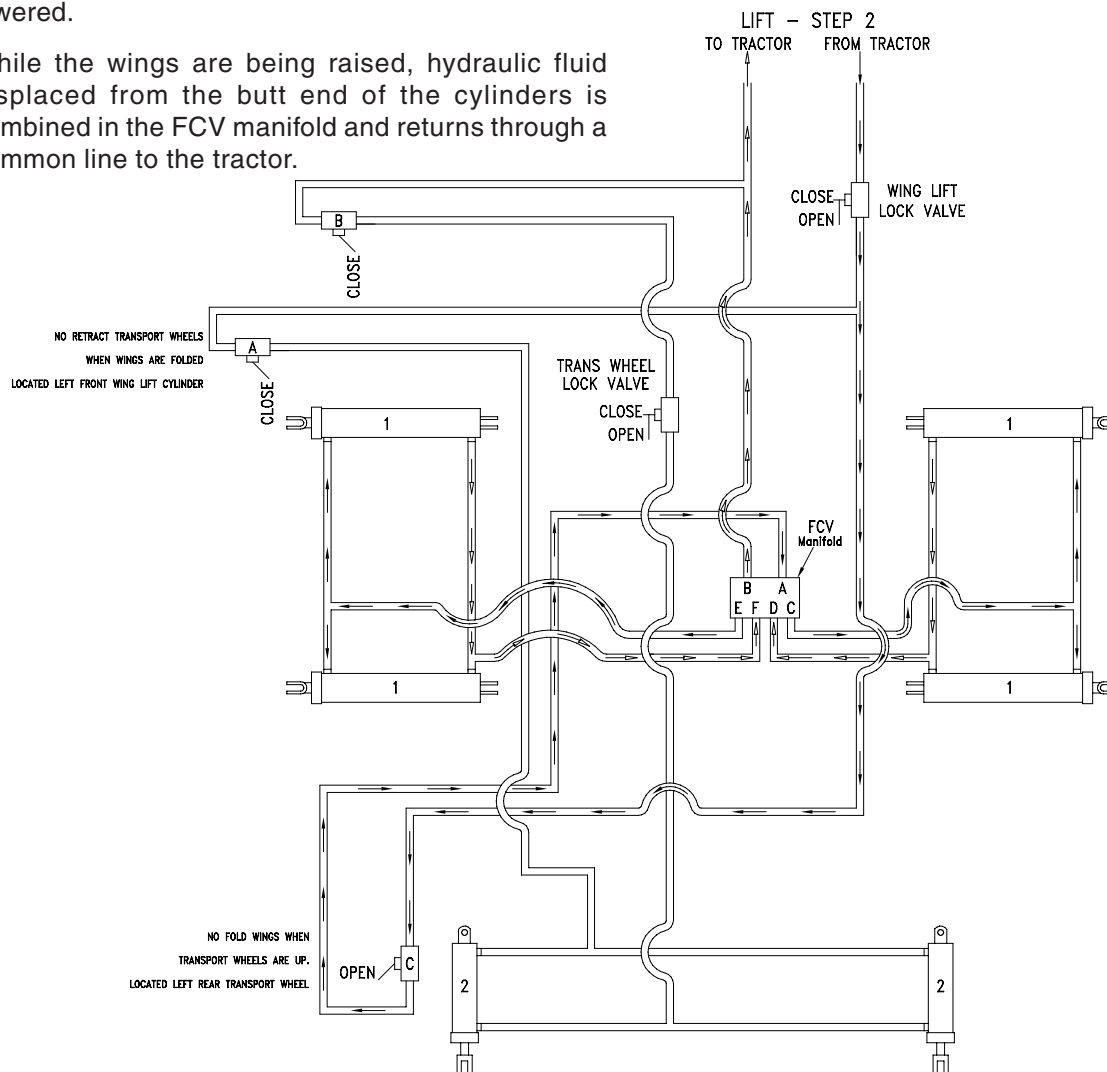 wered.
hile the wings are being raised, hydraulic fluid
splaced from the butt end of the cylinders is
mbined in the FCV manifold and returns through a
mmon line to the tractor.
LIFT - STEP 2
TO TRACTOR FROM TRACTOR
CLOSE
OPEN
WING LIFT
LOCK VALVE
B
CLOSE
NO RETRACT TRANSPORT WHEELS
WHEN WINGS ARE FOLDED
LOCATED LEFT FRONT WING LIFT CYLINDER
A
CLOSE
TRANS WHEEL
LOCK VALVE
CLOSE
OPEN
1
1
FCV
Manifold
B A
E F D C
1
1
NO FOLD WINGS WHEN
TRANSPORT WHEELS ARE UP.
LOCATED LEFT REAR TRANSPORT WHEEL
OPEN
C
2
2